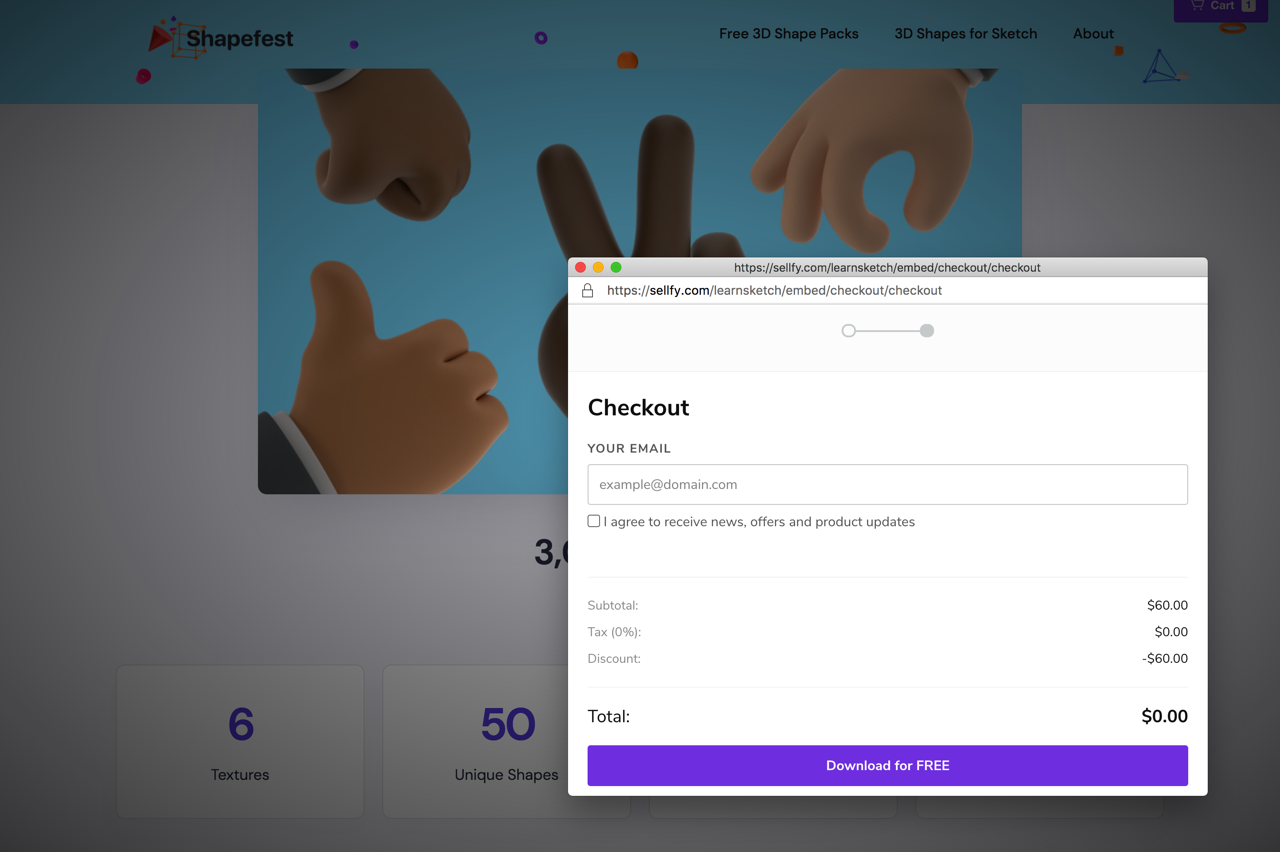 Cart 1
Shapefest
Free 3D Shape Packs 3D Shapes for Sketch About
https://sellfy.com/learnsketch/embed/checkout/checkout
https://sellfy.com/learnsketch/embed/checkout/checkout
Checkout
YOUR EMAIL
example@domain.com
I agree to receive news, offers and product updates
Subtotal: $60.00
Tax (0%): $0.00
Discount: -$60.00
Total: $0.00
Download for FREE
6
Textures
50
Unique Shapes